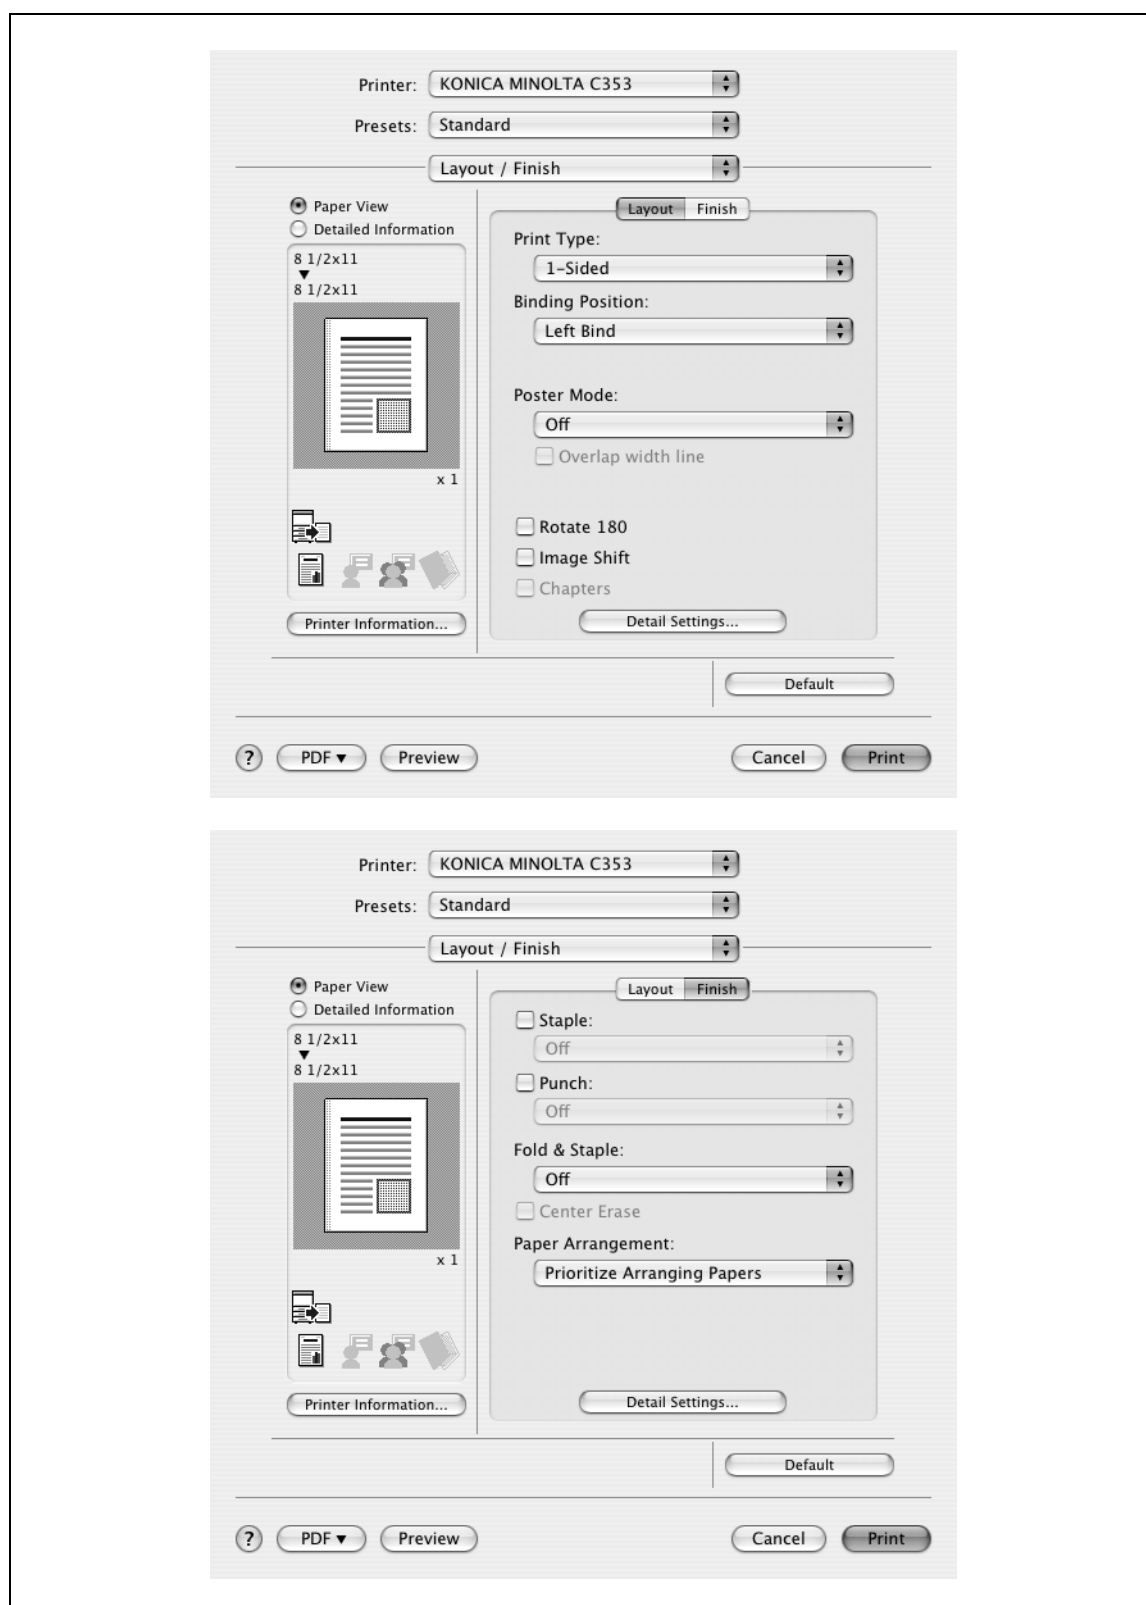 Printer: KONICA MINOLTA C353
Presets: Standard
Layout / Finish
Paper View
Detailed Information
8 1/2x11
8 1/2x11
x 1
Printer Information...
Layout Finish
Print Type:
1-Sided
Binding Position:
Left Bind
Poster Mode:
Off
Overlap width line
Rotate 180
Image Shift
Chapters
Detail Settings...
Default
? PDF▼ Preview Cancel Print
Printer: KONICA MINOLTA C353
Presets: Standard
Layout / Finish
Paper View
Detailed Information
8 1/2x11
8 1/2x11
x 1
Printer Information...
Layout Finish
Staple:
Off
Punch:
Off
Fold & Staple:
Off
Center Erase
Paper Arrangement:
Prioritize Arranging Papers
Detail Settings...
Default
? PDF▼ Preview Cancel Print